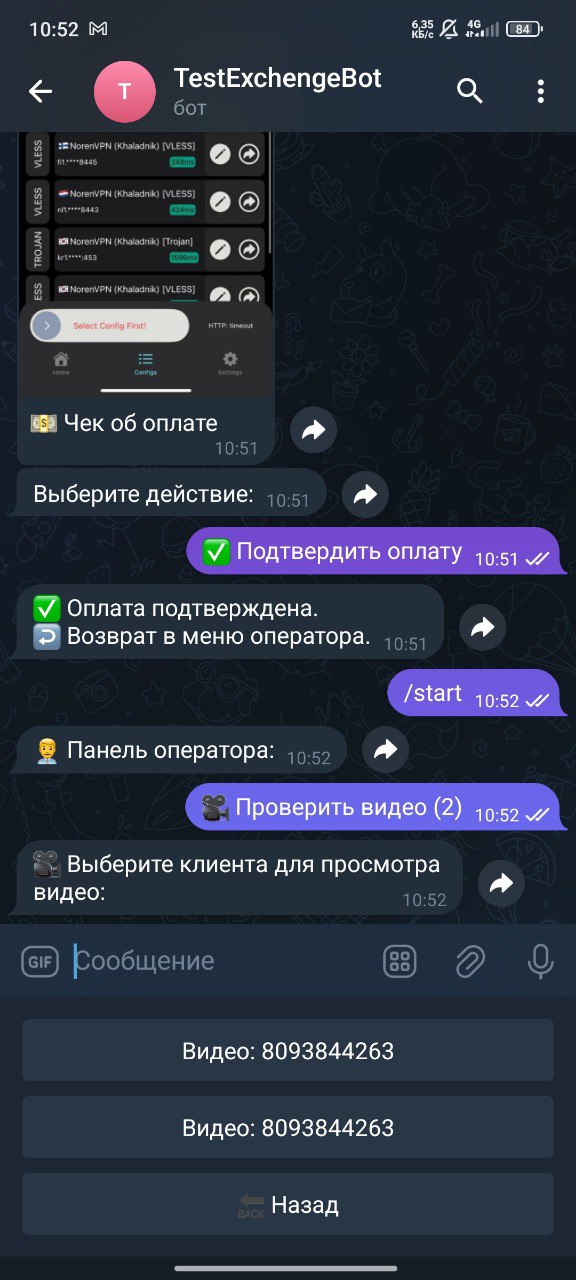 10:52
6,35
КБ/с
4G
84
T
TestExchengeBot
бот
VLESS
NorenVPN (Khaladnik) [VLESS]
fi1.****8445
348ms
VLESS
NorenVPN (Khaladnik) [VLESS]
nl1.****8443
434ms
TROJAN
NorenVPN (Khaladnik) [Trojan]
kr1.****:453
1596ms
ESS
NorenVPN (Khaladnik) [VLESS]
Select Config First!
HTTP: timeout
Home
Configs
Settings
Чек об оплате
10:51
Выберите действие: 10:51
Подтвердить оплату 10:51
Оплата подтверждена.
Возврат в меню оператора. 10:51
/start 10:52
Панель оператора: 10:52
Проверить видео (2) 10:52
Выберите клиента для просмотра
видео: 10:52
GIF
Сообщение
Видео: 8093844263
Видео: 8093844263
BACK Назад